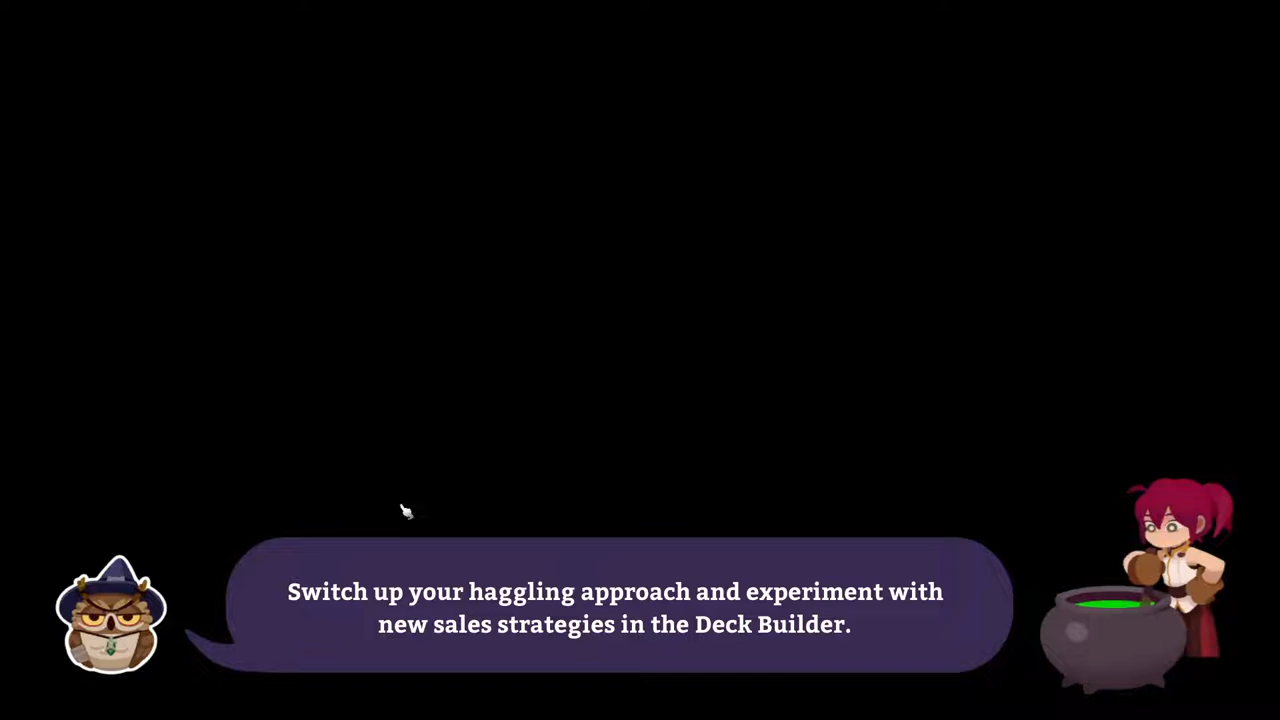 Switch up your haggling approach and experiment with
new sales strategies in the Deck Builder.